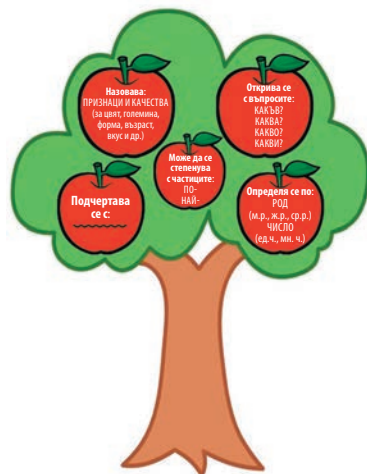 Назовава:
ПРИЗНАЦИ И КАЧЕСТВА
(за цвят, големина,
форма, възраст,
вкус и др.)
Открива се
с въпросите:
КАКЪВ?
КАКВА?
КАКВО?
КАКВИ?
Може да се
степенува
с частиците:
ПО-
НАЙ-
Подчертава
се с:
Определя се по:
РОД
(м.р., ж.р., ср.р.)
ЧИСЛО
(ед.ч., мн. ч.)